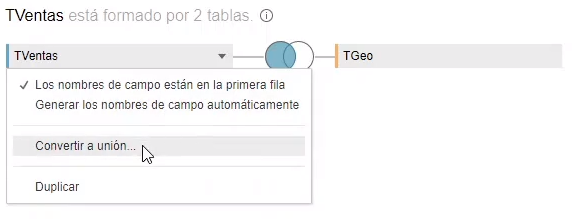 TVentas está formado por 2 tablas.
TVentas
TGeo
Los nombres de campo están en la primera fila
Generar los nombres de campo automáticamente
Convertir a unión...
Duplicar